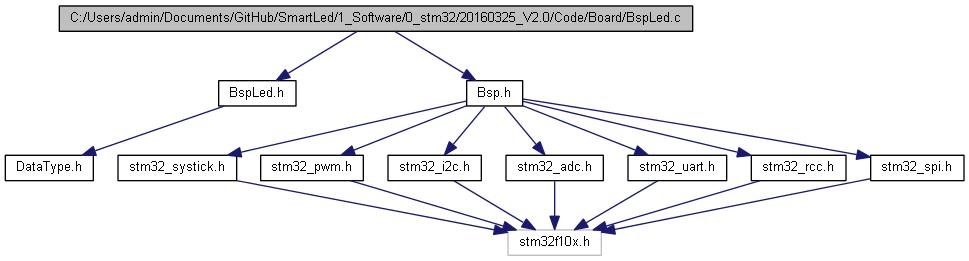 C:/Users/admin/Documents/GitHub/SmartLed/1_Software/0_stm32/20160325_V2.0/Code/Board/BspLed.c
BspLed.h
Bsp.h
DataType.h
stm32_systick.h
stm32_pwm.h
stm32_i2c.h
stm32_adc.h
stm32_uart.h
stm32_rcc.h
stm32_spi.h
stm32f10x.h